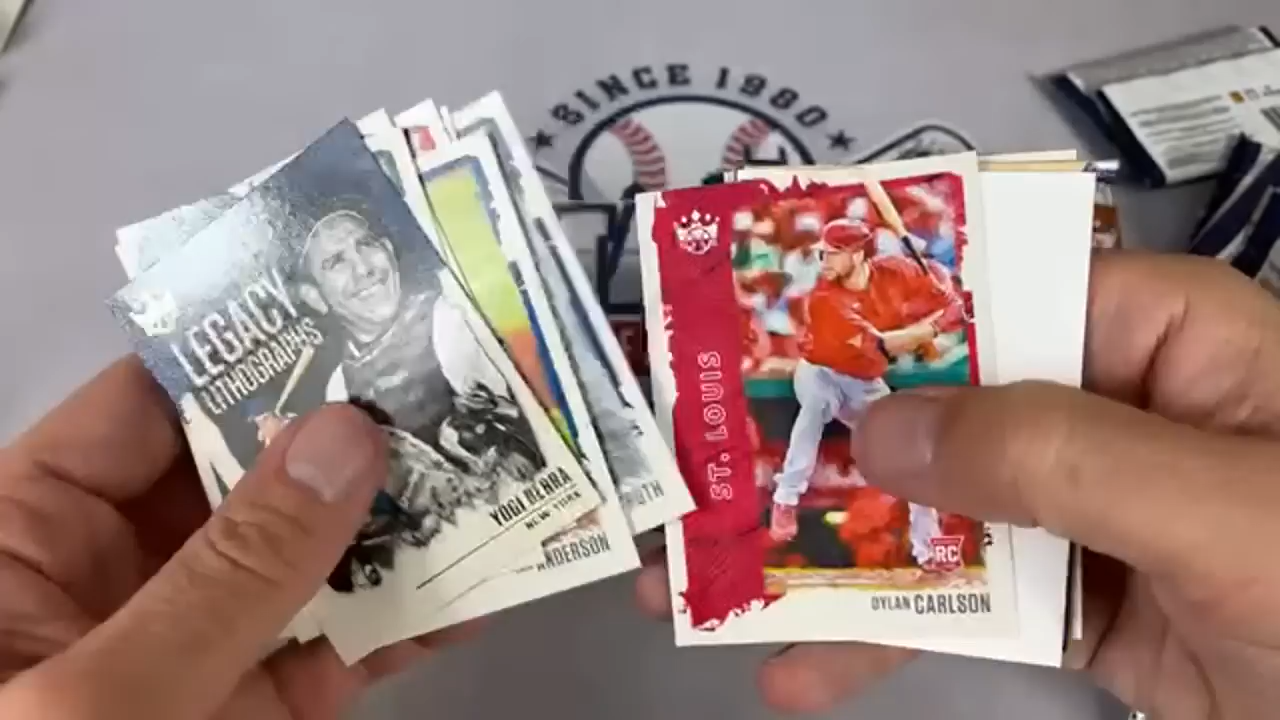 SINCE 1980
LEGACY
LITHOGRAPHS
YOGI BERRA
NEW YORK
ANDERSON
ST. LOUIS
RC
DYLAN CARLSON